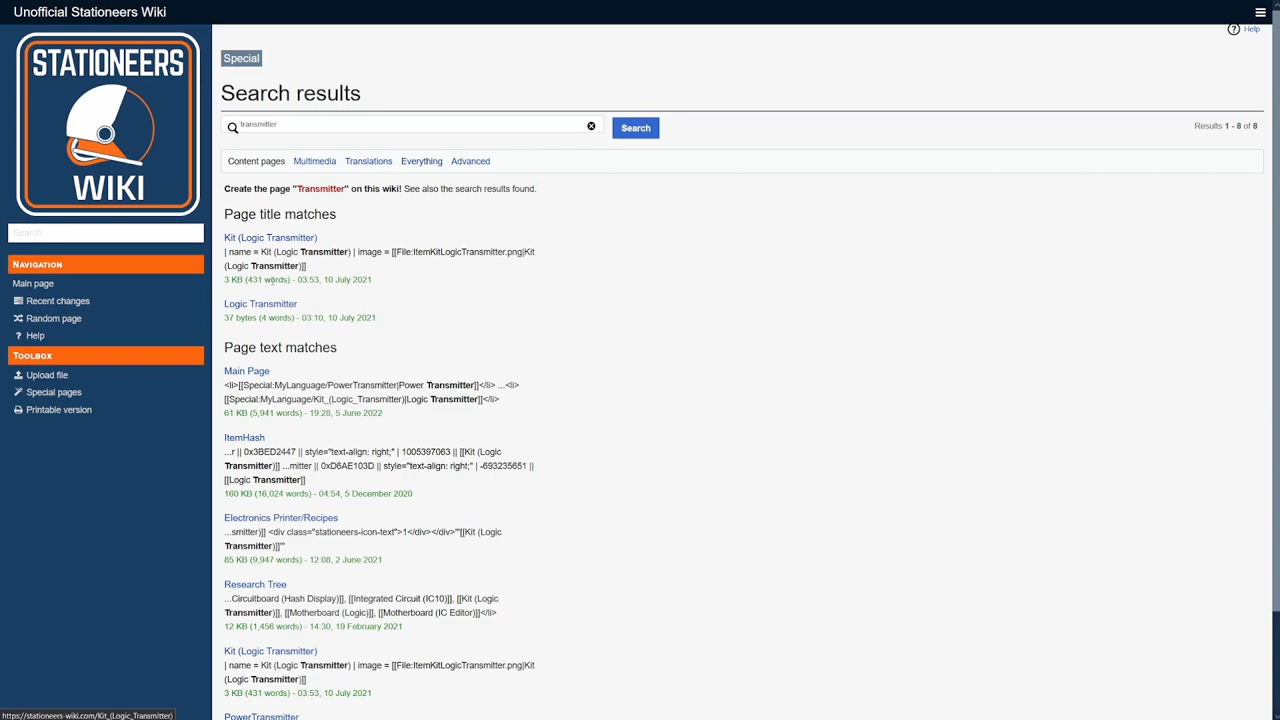 Unofficial Stationeers Wiki
Help
STATIONEERS
WIKI
Search
NAVIGATION
Main page
Recent changes
Random page
Help
TOOLBOX
Upload file
Special pages
Printable version
Special
Search results
transmitter
Search
Results 1 - 8 of 8
Content pages Multimedia Translations Everything Advanced
Create the page "Transmitter" on this wiki! See also the search results found.
Page title matches
Kit (Logic Transmitter)
| name = Kit (Logic Transmitter) | image = [[File:ItemKitLogicTransmitter.png|Kit
(Logic Transmitter)]]
3 KB (431 words) - 03:53, 10 July 2021
Logic Transmitter
37 bytes (4 words) - 03:10, 10 July 2021
Page text matches
Main Page
<li>[[Special:MyLanguage/PowerTransmitter|Power Transmitter]]</li> ...<li>
[[Special:MyLanguage/Kit_(Logic_Transmitter)|Logic Transmitter]]</li>
61 KB (5,941 words) - 19:28, 5 June 2022
ItemHash
...r || 0x3BED2447 || style="text-align: right;" | 1005397063 || [[Kit (Logic
Transmitter)]] ...mitter || 0xD6AE103D || style="text-align: right;" | -693235651 ||
[[Logic Transmitter]]
160 KB (16,024 words) - 04:54, 5 December 2020
Electronics Printer/Recipes
...smitter)]] <div class="stationeers-icon-text">1</div></div>'''[[Kit (Logic
Transmitter)]]'''
85 KB (9,947 words) - 12:08, 2 June 2021
Research Tree
...Circuitboard (Hash Display)]], [[Integrated Circuit (IC10)]], [[Kit (Logic
Transmitter)]], [[Motherboard (Logic)]], [[Motherboard (IC Editor)]]</li>
12 KB (1,456 words) - 14:30, 19 February 2021
Kit (Logic Transmitter)
| name = Kit (Logic Transmitter) | image = [[File:ItemKitLogicTransmitter.png|Kit
(Logic Transmitter)]]
3 KB (431 words) - 03:53, 10 July 2021
PowerTransmitter
https://stationeers-wiki.com/Kit_(Logic_Transmitter)